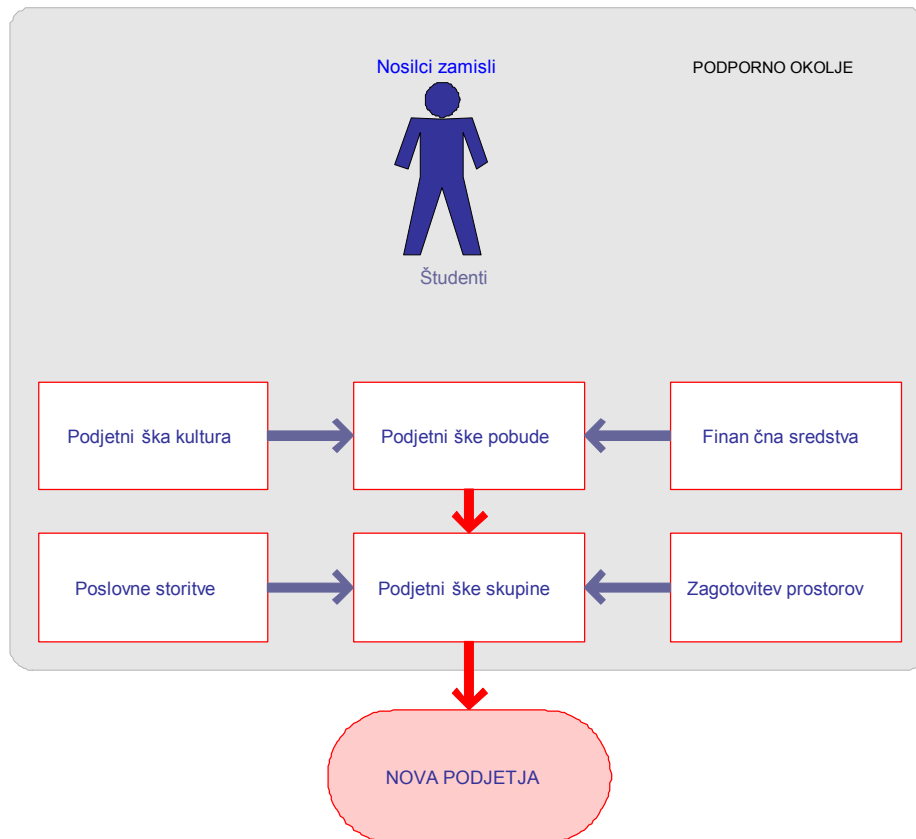 Nosilci zamisli
PODPORNO OKOLJE
Študenti
Podjetni ška kultura
Podjetni ške pobude
Finan čna sredstva
Poslovne storitve
Podjetni ške skupine
Zagotovitev prostorov
NOVA PODJETJA